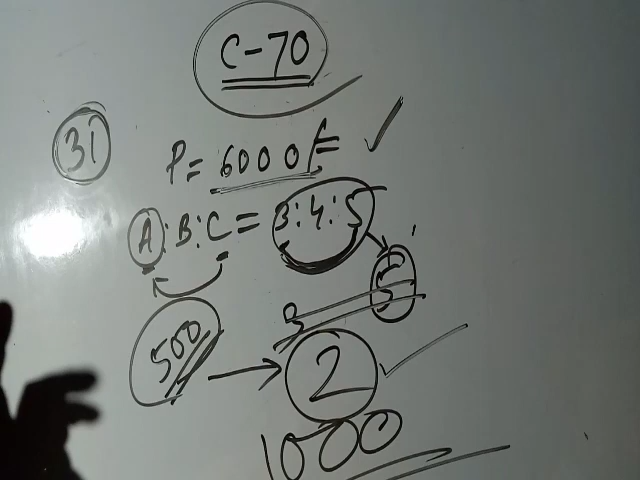 C-70
31
P = 6000/=
A:B:C = 3:4:5
5
3
500 → 2
1000